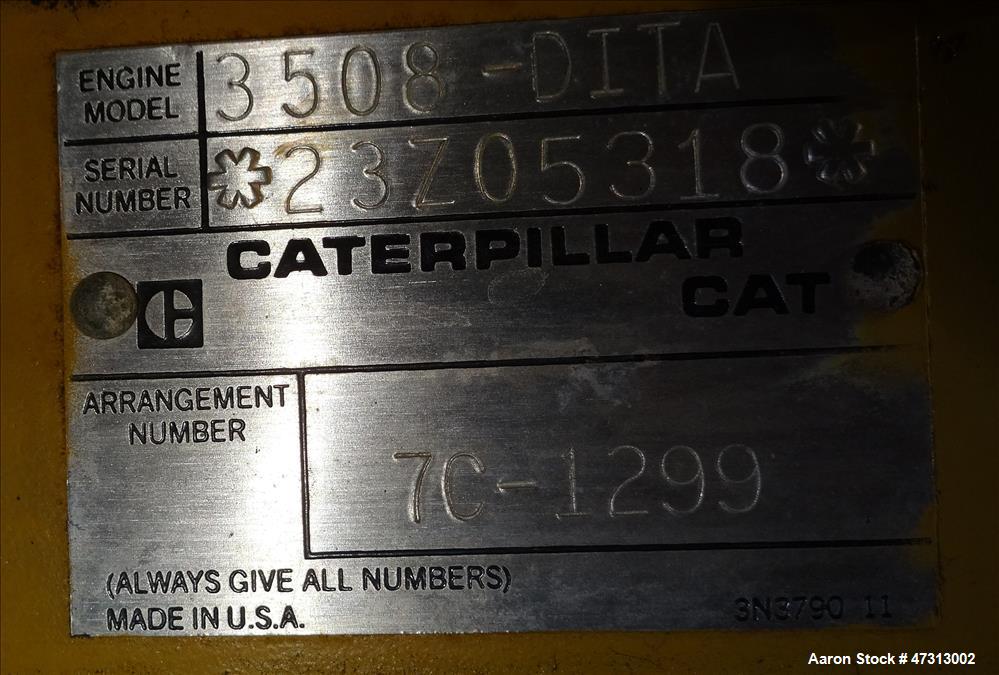 ENGINE MODEL 3508-DITA
SERIAL NUMBER *23Z05318*
CATERPILLAR
CAT
ARRANGEMENT NUMBER
7C-1299
(ALWAYS GIVE ALL NUMBERS)
MADE IN U.S.A.
3N3790 11
Aaron Stock # 47313002